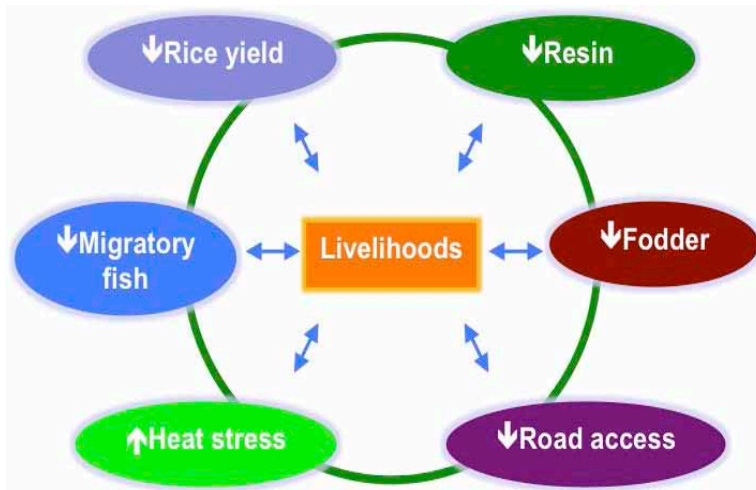 ↓Rice yield
↓Resin
↓Migratory
fish
Livelihoods
↓Fodder
↑Heat stress
↓Road access